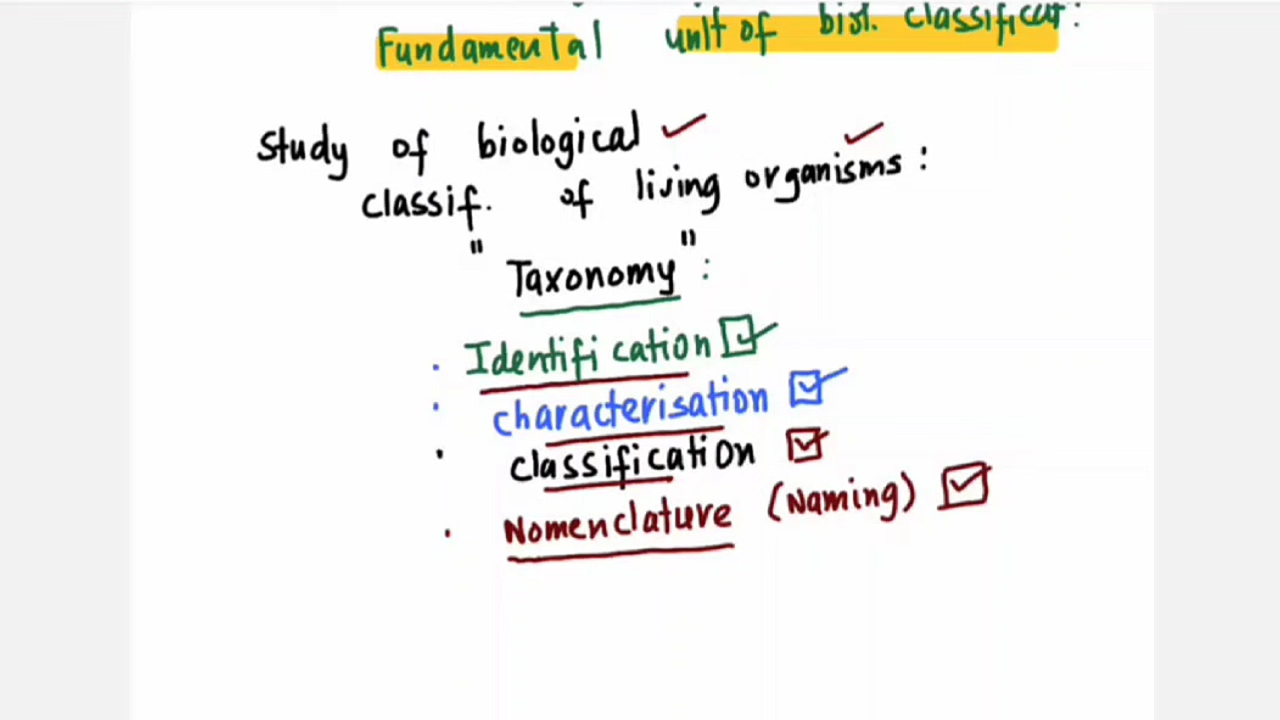 Fundamental unit of biol. classificat:
Study of biological
classif. of living organisms:
"Taxonomy":
· Identification
· characterisation
· classification
· Nomenclature (Naming)